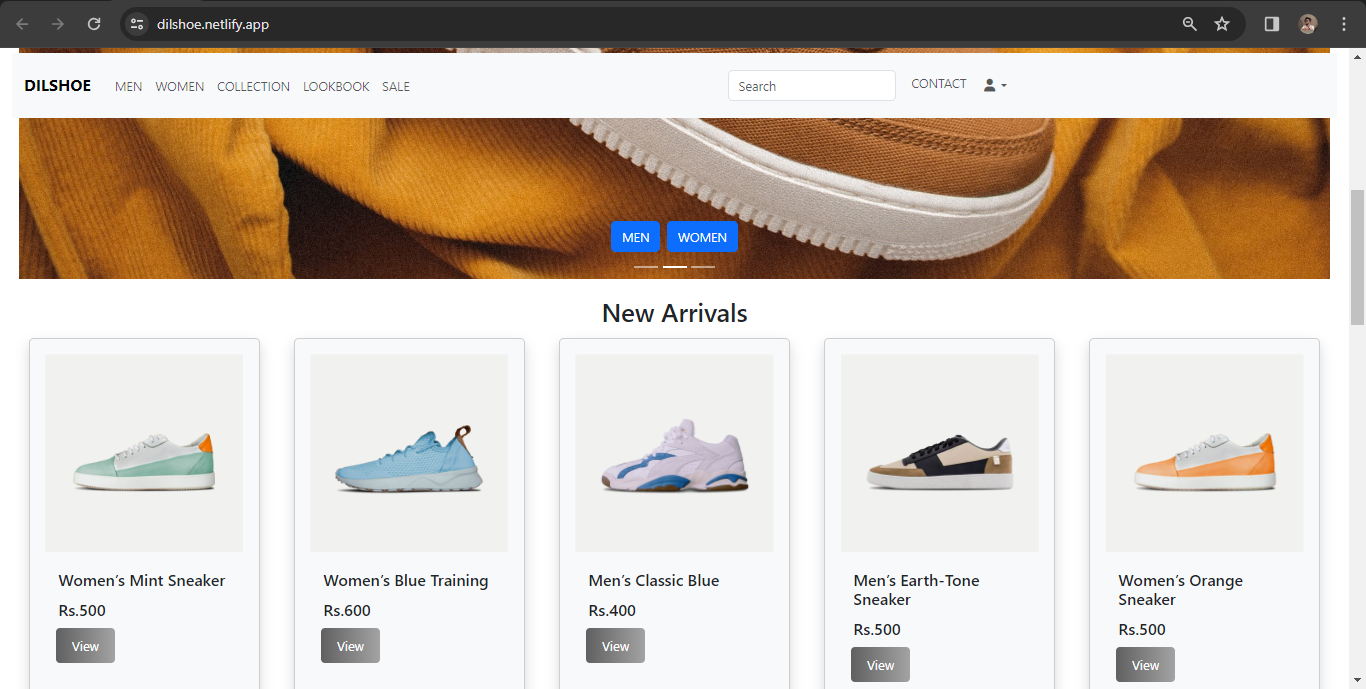 dilshoe.netlify.app
DILSHOE MEN WOMEN COLLECTION LOOKBOOK SALE Search CONTACT
MEN WOMEN
New Arrivals
Women's Mint Sneaker
Rs.500
View
Women's Blue Training
Rs.600
View
Men's Classic Blue
Rs.400
View
Men's Earth-Tone
Sneaker
Rs.500
View
Women's Orange
Sneaker
Rs.500
View